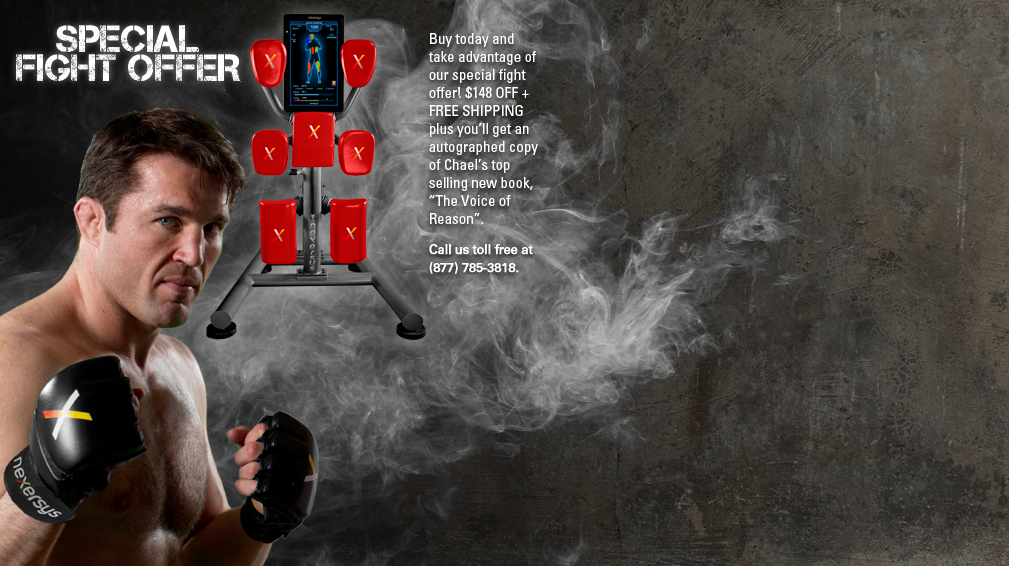 SPECIAL
FIGHT OFFER
Buy today and
take advantage of
our special fight
offer! $148 OFF +
FREE SHIPPING
plus you'll get an
autographed copy
of Chael's top
selling new book,
“The Voice of
Reason”.
Call us toll free at
(877) 785-3818.
nexersys
nexersys